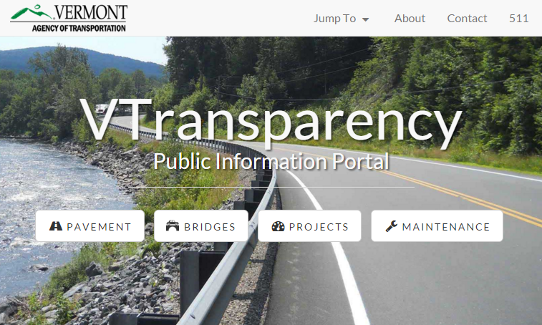 VERMONT
AGENCY OF TRANSPORTATION
Jump To About Contact 511
VTransparency
Public Information Portal
PAVEMENT BRIDGES PROJECTS MAINTENANCE